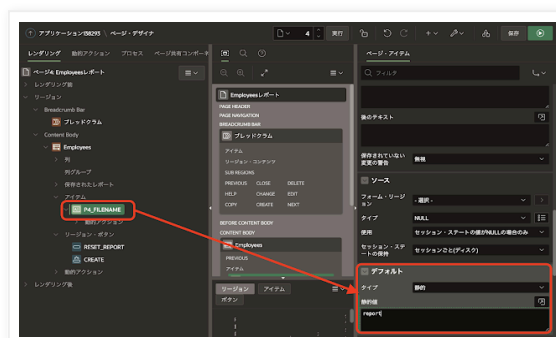 アプリケーション138293 \ ページ・デザイナ
4
実行
保存
レンダリング 動的アクション プロセス ページ共有コンポーネ
ページ4: Employeesレポート
レンダリング前
リージョン
Breadcrumb Bar
ブレッドクラム
Content Body
Employees
列
列グループ
保存されたレポート
アイテム
P4_FILENAME
動的アクション
リージョン・ボタン
RESET_REPORT
CREATE
動的アクション
レンダリング後
Employeesレポート
PAGE HEADER
PAGE NAVIGATION
BREADCRUMB BAR
ブレッドクラム
アイテム
リージョン・コンテンツ
SUB REGIONS
PREVIOUS CLOSE DELETE
HELP CHANGE EDIT
COPY CREATE NEXT
BEFORE CONTENT BODY
CONTENT BODY
Employees
PREVIOUS
アイテム
リージョン アイテム
ボタン
ページ・アイテム
フィルタ
後のテキスト
保存されていない
変更の警告
無視
ソース
フォーム・リージ
ョン
- 選択 -
タイプ NULL
使用 セッション・ステートの値がNULLの場合のみ
セッション・ステ
ートの保持
セッションごと(ディスク)
デフォルト
タイプ 静的
静的値
report